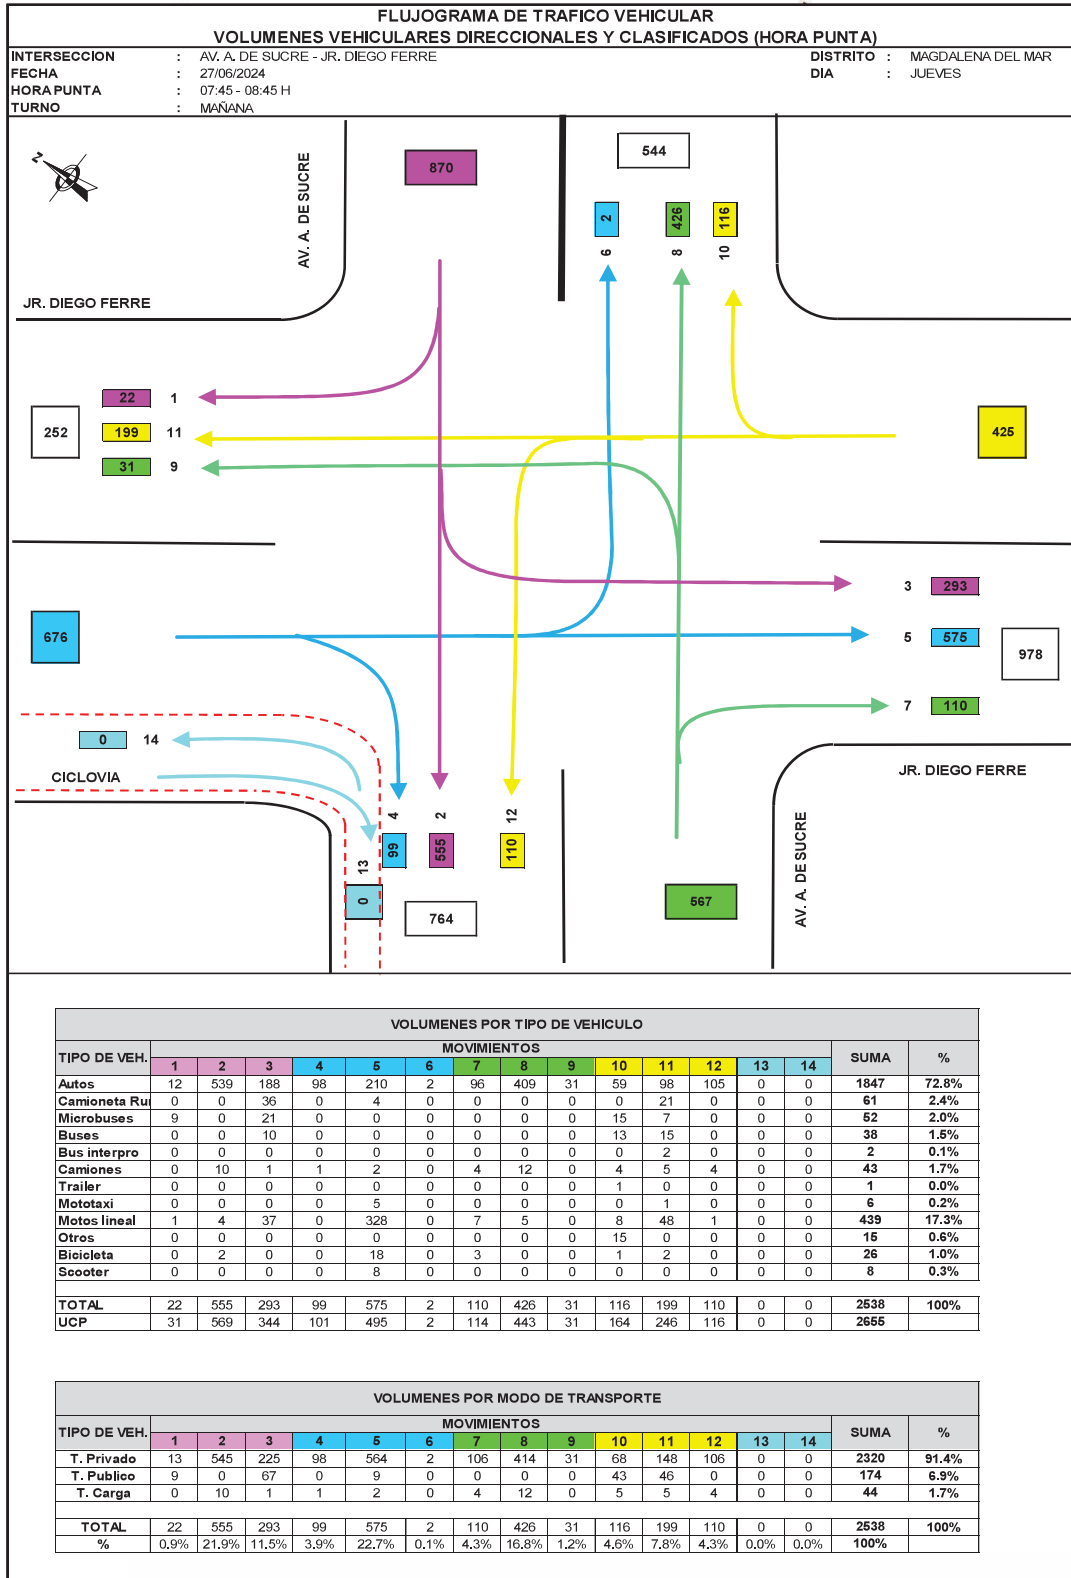 FLUJOGRAMA DE TRAFICO VEHICULAR
VOLUMENES VEHICULARES DIRECCIONALES Y CLASIFICADOS (HORA PUNTA)
INTERSECCION : AV. A. DE SUCRE - JR. DIEGO FERRE DISTRITO : MAGDALENA DEL MAR
FECHA : 27/06/2024 DIA : JUEVES
HORA PUNTA : 07:45 - 08:45 H
TURNO : MAÑANA
Z
AV. A. DE SUCRE
870
544
2 426 116
6 8 10
JR. DIEGO FERRE
22 1
252 199 11 425
31 9
3 293
676 5 575
978
7 110
0 14
CICLOVIA JR. DIEGO FERRE
4 2 12
99 555 110
13
0
764
567
AV. A. DE SUCRE
VOLUMENES POR TIPO DE VEHICULO
TIPO DE VEH. MOVIMIENTOS SUMA %
1 2 3 4 5 6 7 8 9 10 11 12 13 14
Autos 12 539 188 98 210 2 96 409 31 59 98 105 0 0 1847 72.8%
Camioneta Ru 0 0 36 0 4 0 0 0 0 0 21 0 0 0 61 2.4%
Microbuses 9 0 21 0 0 0 0 0 0 15 7 0 0 0 52 2.0%
Buses 0 0 10 0 0 0 0 0 0 13 15 0 0 0 38 1.5%
Bus interpro 0 0 0 0 0 0 0 0 0 0 2 0 0 0 2 0.1%
Camiones 0 10 1 1 2 0 4 12 0 4 5 4 0 0 43 1.7%
Trailer 0 0 0 0 0 0 0 0 0 1 0 0 0 0 1 0.0%
Mototaxi 0 0 0 0 5 0 0 0 0 0 1 0 0 0 6 0.2%
Motos lineal 1 4 37 0 328 0 7 5 0 8 48 1 0 0 439 17.3%
Otros 0 0 0 0 0 0 0 0 0 15 0 0 0 0 15 0.6%
Bicicleta 0 2 0 0 18 0 3 0 0 1 2 0 0 0 26 1.0%
Scooter 0 0 0 0 8 0 0 0 0 0 0 0 0 0 8 0.3%
TOTAL 22 555 293 99 575 2 110 426 31 116 199 110 0 0 2538 100%
UCP 31 569 344 101 495 2 114 443 31 164 246 116 0 0 2655
VOLUMENES POR MODO DE TRANSPORTE
TIPO DE VEH. MOVIMIENTOS SUMA %
1 2 3 4 5 6 7 8 9 10 11 12 13 14
T. Privado 13 545 225 98 564 2 106 414 31 68 148 106 0 0 2320 91.4%
T. Publico 9 0 67 0 9 0 0 0 0 43 46 0 0 0 174 6.9%
T. Carga 0 10 1 1 2 0 4 12 0 5 5 4 0 0 44 1.7%
TOTAL 22 555 293 99 575 2 110 426 31 116 199 110 0 0 2538 100%
% 0.9% 21.9% 11.5% 3.9% 22.7% 0.1% 4.3% 16.8% 1.2% 4.6% 7.8% 4.3% 0.0% 0.0% 100%